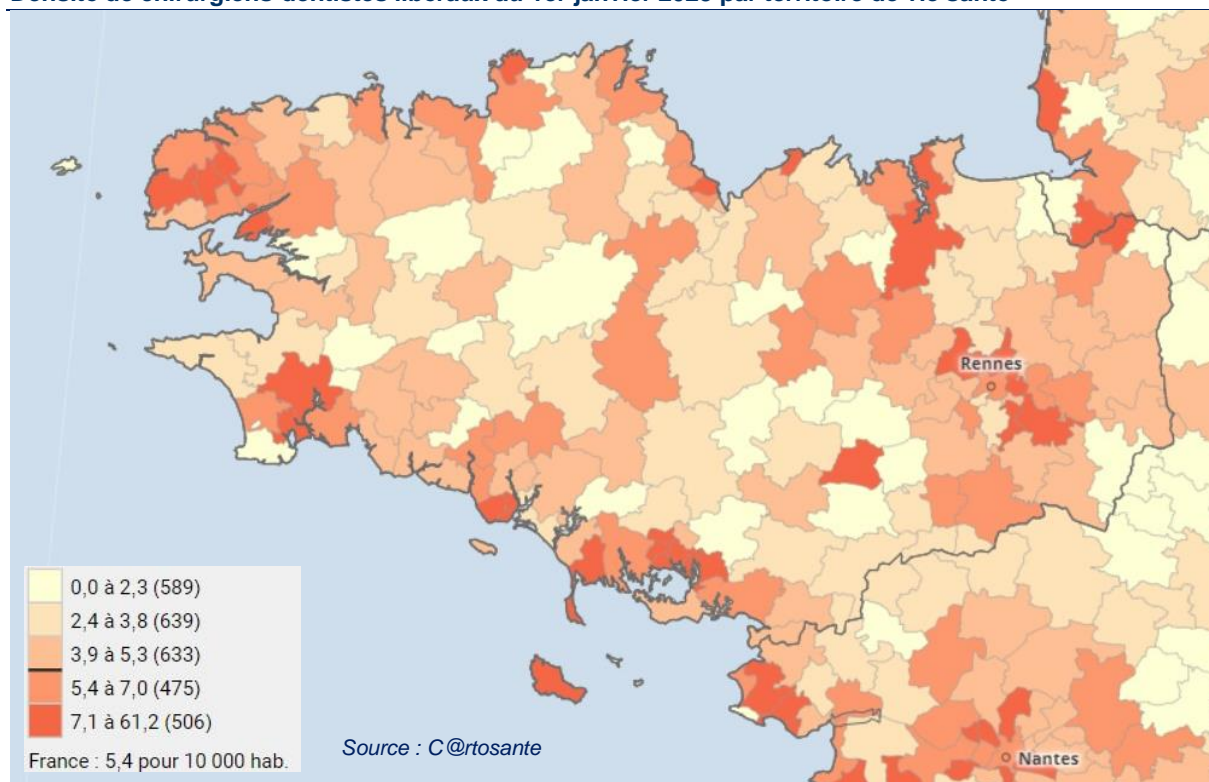 Densité de chirurgiens-dentistes libéraux au 1er janvier 2023 par territoire de vie santé
Rennes
0,0 à 2,3 (589)
2,4 à 3,8 (639)
3,9 à 5,3 (633)
5,4 à 7,0 (475)
7,1 à 61,2 (506)
France : 5,4 pour 10 000 hab.
Source : C@rtosante
Nantes